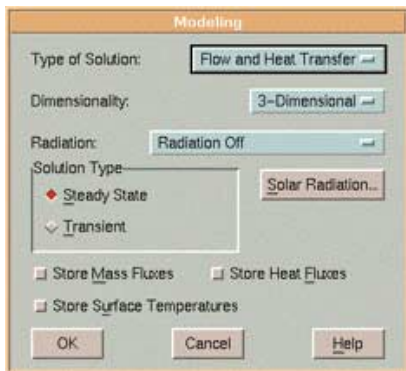 Modeling
Type of Solution: Flow and Heat Transfer
Dimensionality: 3-Dimensional
Radiation: Radiation Off
Solution Type
Steady State
Solar Radiation...
Transient
Store Mass Fluxes Store Heat Fluxes
Store Surface Temperatures
OK Cancel Help